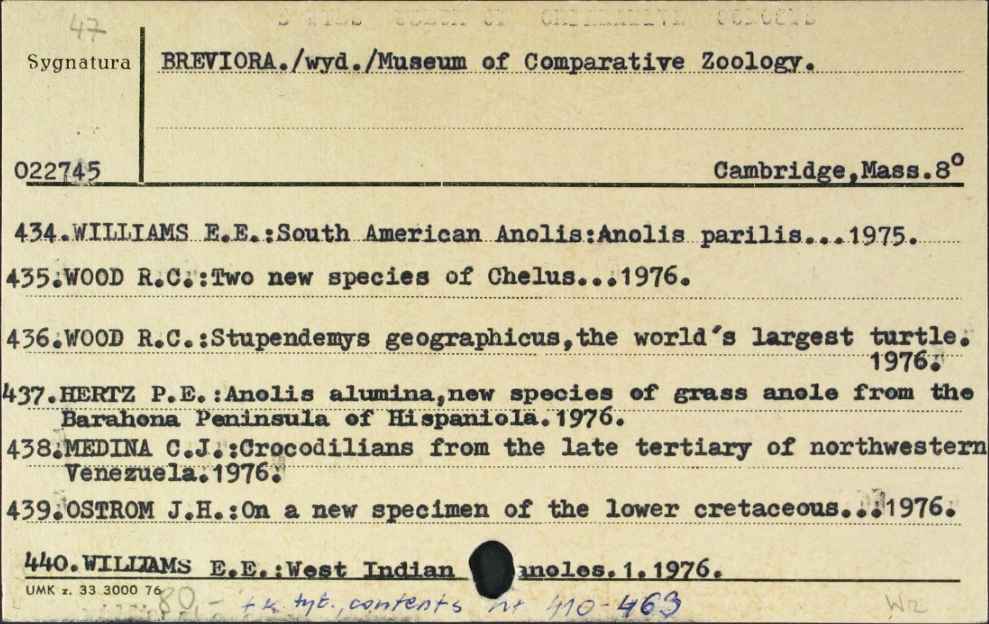 47
Sygnatura BREVIORA./wyd./Museum of Comparative Zoology.
022745 Cambridge,Mass.8°
434.WILLIAMS E.E.:South American Anolis:Anolis parilis...1975.
435.WOOD R.C.:Two new species of Chelus...1976.
436.WOOD R.C.:Stupendemys geographicus,the world's largest turtle.
1976.
437.HERTZ P.E.:Anolis alumina,new species of grass anole from the
Barahona Peninsula of Hispaniola.1976.
438.MEDINA C.J.:Crocodilians from the late tertiary of northwestern
Venezuela.1976.
439.OSTROM J.H.:On a new specimen of the lower cretaceous...1976.
440.WILLIAMS E.E.:West Indian anoles.1.1976.
UMK z. 33 3000 76
80,- + k. tyt., contents nr 410-463 Wz